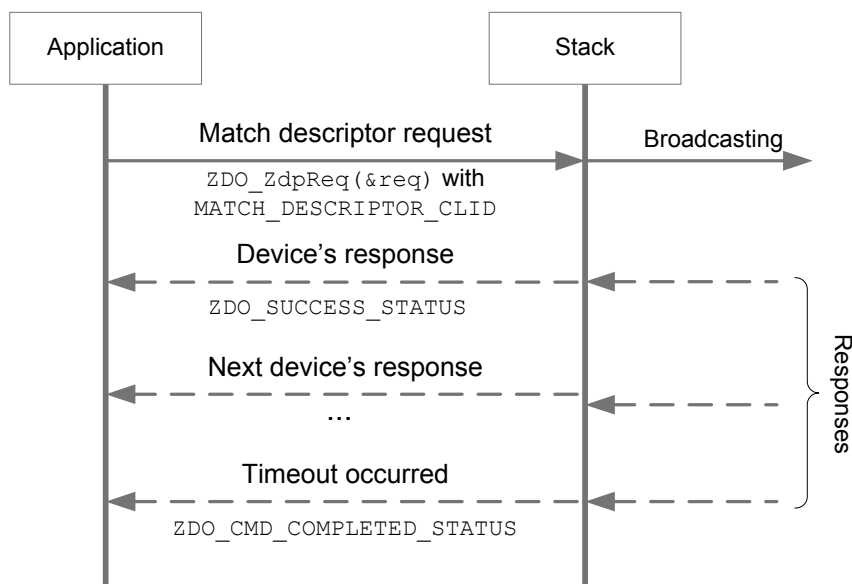 Application
Stack
Match descriptor request
Broadcasting
ZDO_ZdpReq(&req) with
MATCH_DESCRIPTOR_CLID
Device’s response
ZDO_SUCCESS_STATUS
Next device’s response
...
Responses
Timeout occurred
ZDO_CMD_COMPLETED_STATUS